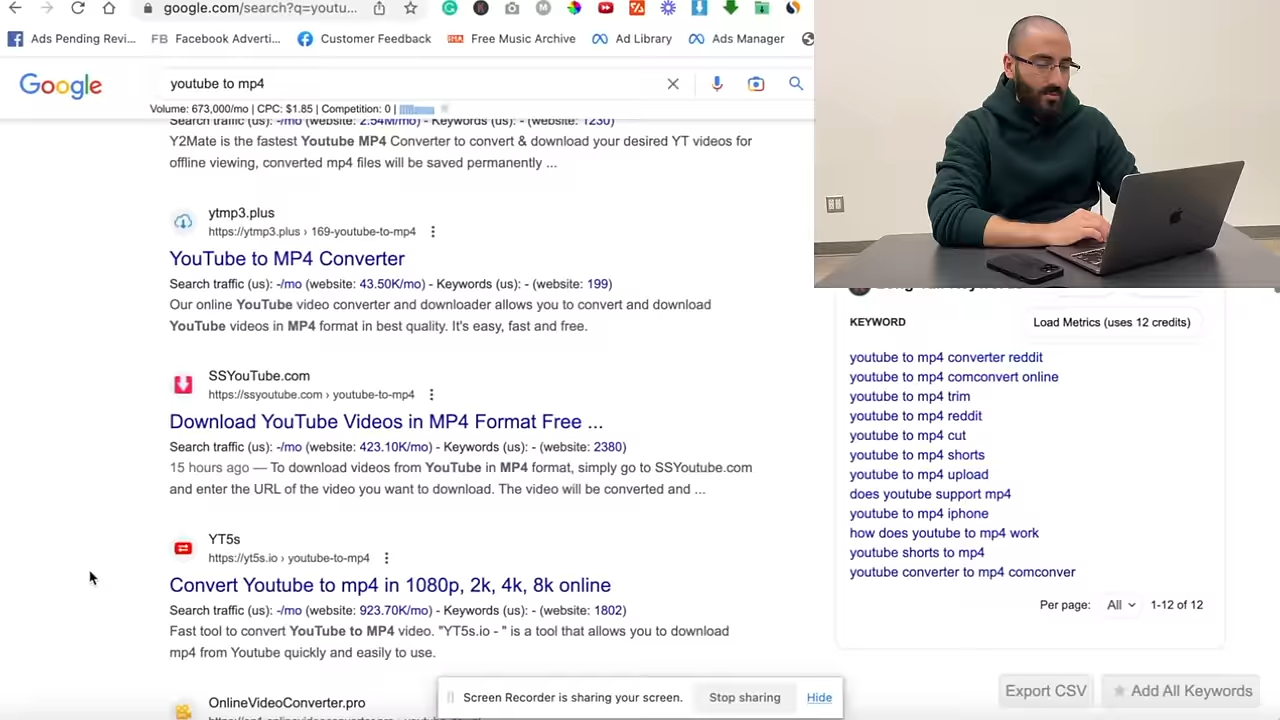 google.com/search?q=youtu...
Ads Pending Revi...
FB Facebook Adverti...
Customer Feedback
Free Music Archive
Ad Library
Ads Manager
Google
youtube to mp4
Volume: 673,000/mo | CPC: $1.85 | Competition: 0 |
Search traffic (us): -/mo (website: 2.54M/mo) - Keywords (us): - (website: 1230)
Y2Mate is the fastest Youtube MP4 Converter to convert & download your desired YT videos for
offline viewing, converted mp4 files will be saved permanently ...
ytmp3.plus
https://ytmp3.plus › 169-youtube-to-mp4
YouTube to MP4 Converter
Search traffic (us): -/mo (website: 43.50K/mo) - Keywords (us): - (website: 199)
Our online YouTube video converter and downloader allows you to convert and download
YouTube videos in MP4 format in best quality. It's easy, fast and free.
SSYouTube.com
https://ssyoutube.com › youtube-to-mp4
Download YouTube Videos in MP4 Format Free ...
Search traffic (us): -/mo (website: 423.10K/mo) - Keywords (us): - (website: 2380)
15 hours ago — To download videos from YouTube in MP4 format, simply go to SSYoutube.com
and enter the URL of the video you want to download. The video will be converted and ...
YT5s
https://yt5s.io › youtube-to-mp4
Convert Youtube to mp4 in 1080p, 2k, 4k, 8k online
Search traffic (us): -/mo (website: 923.70K/mo) - Keywords (us): - (website: 1802)
Fast tool to convert YouTube to MP4 video. "YT5s.io - " is a tool that allows you to download
mp4 from Youtube quickly and easily to use.
OnlineVideoConverter.pro
KEYWORD
Load Metrics (uses 12 credits)
youtube to mp4 converter reddit
youtube to mp4 comconvert online
youtube to mp4 trim
youtube to mp4 reddit
youtube to mp4 cut
youtube to mp4 shorts
youtube to mp4 upload
does youtube support mp4
youtube to mp4 iphone
how does youtube to mp4 work
youtube shorts to mp4
youtube converter to mp4 comconver
Per page: All 1-12 of 12
Export CSV
Add All Keywords
Screen Recorder is sharing your screen.
Stop sharing
Hide